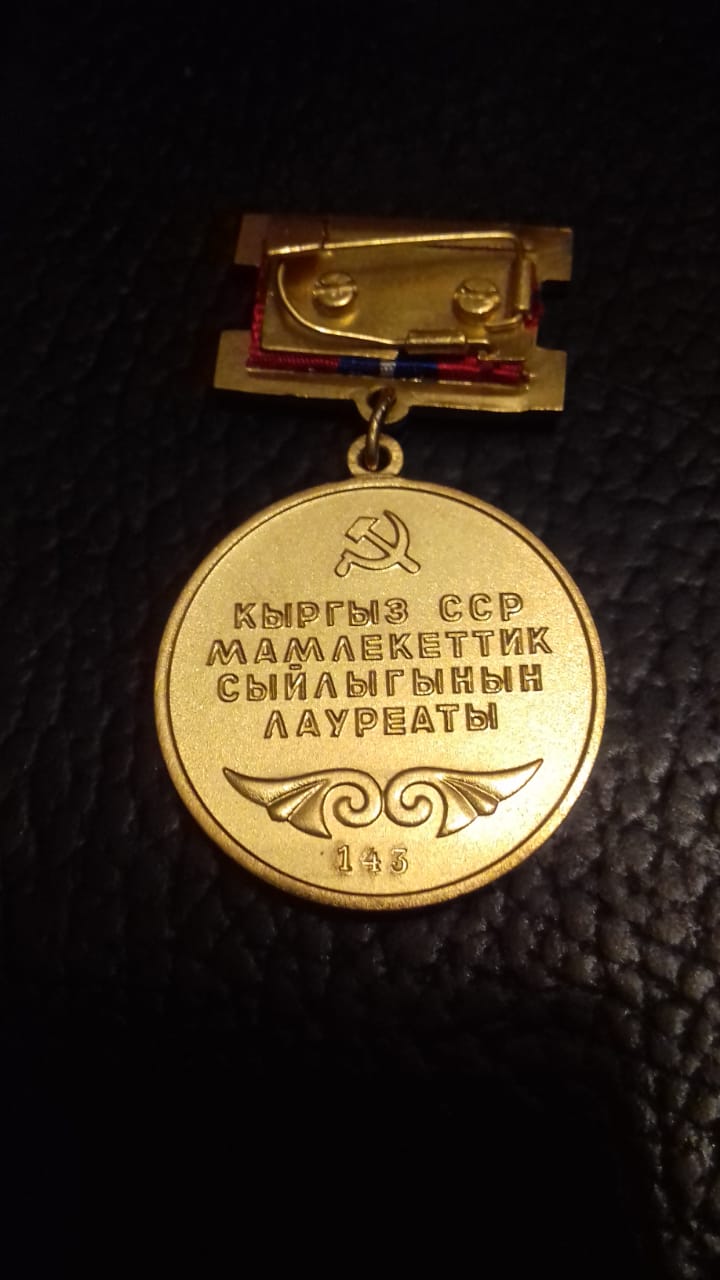 КЫРГЫЗ ССР
МАМЛЕКЕТТИК
СЫЙЛЫГЫНЫН
ЛАУРЕАТЫ
143